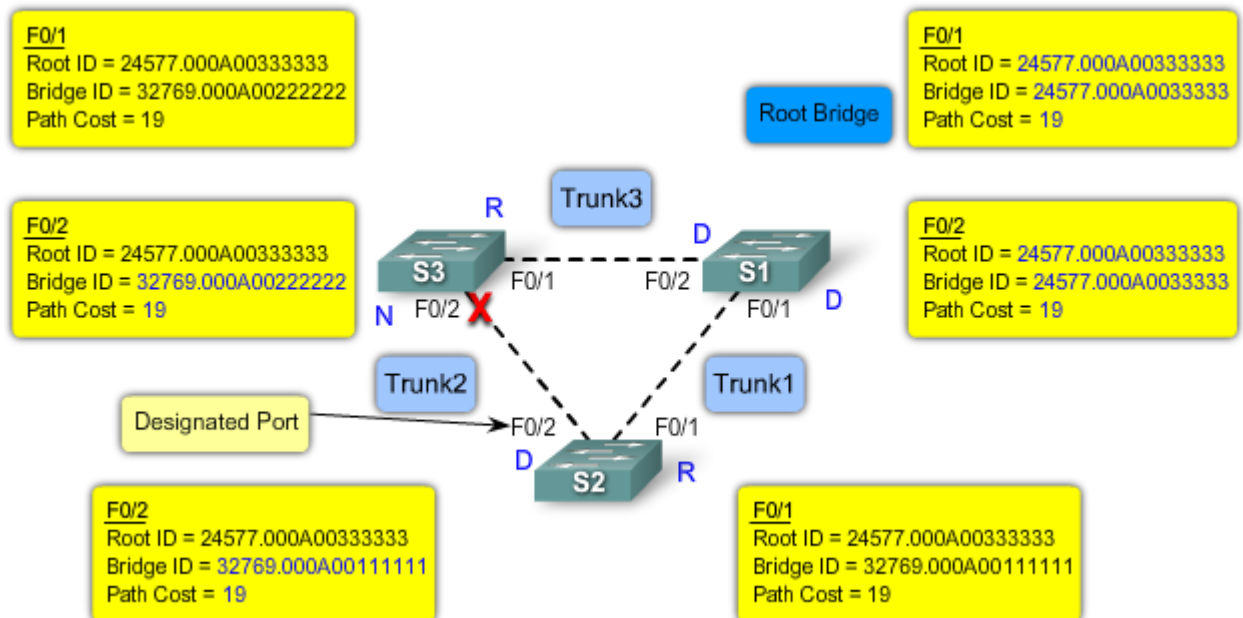 F0/1
Root ID = 24577.000A00333333
Bridge ID = 32769.000A00222222
Path Cost = 19
Root Bridge
F0/1
Root ID = 24577.000A00333333
Bridge ID = 24577.000A0033333
Path Cost = 19
F0/2
Root ID = 24577.000A00333333
Bridge ID = 32769.000A00222222
Path Cost = 19
R
Trunk3
D
S3
F0/1
F0/2
S1
N
F0/2
X
F0/1
D
F0/2
Root ID = 24577.000A00333333
Bridge ID = 24577.000A0033333
Path Cost = 19
Trunk2
Trunk1
Designated Port
F0/2
F0/1
D
S2
R
F0/2
Root ID = 24577.000A00333333
Bridge ID = 32769.000A00111111
Path Cost = 19
F0/1
Root ID = 24577.000A00333333
Bridge ID = 32769.000A00111111
Path Cost = 19